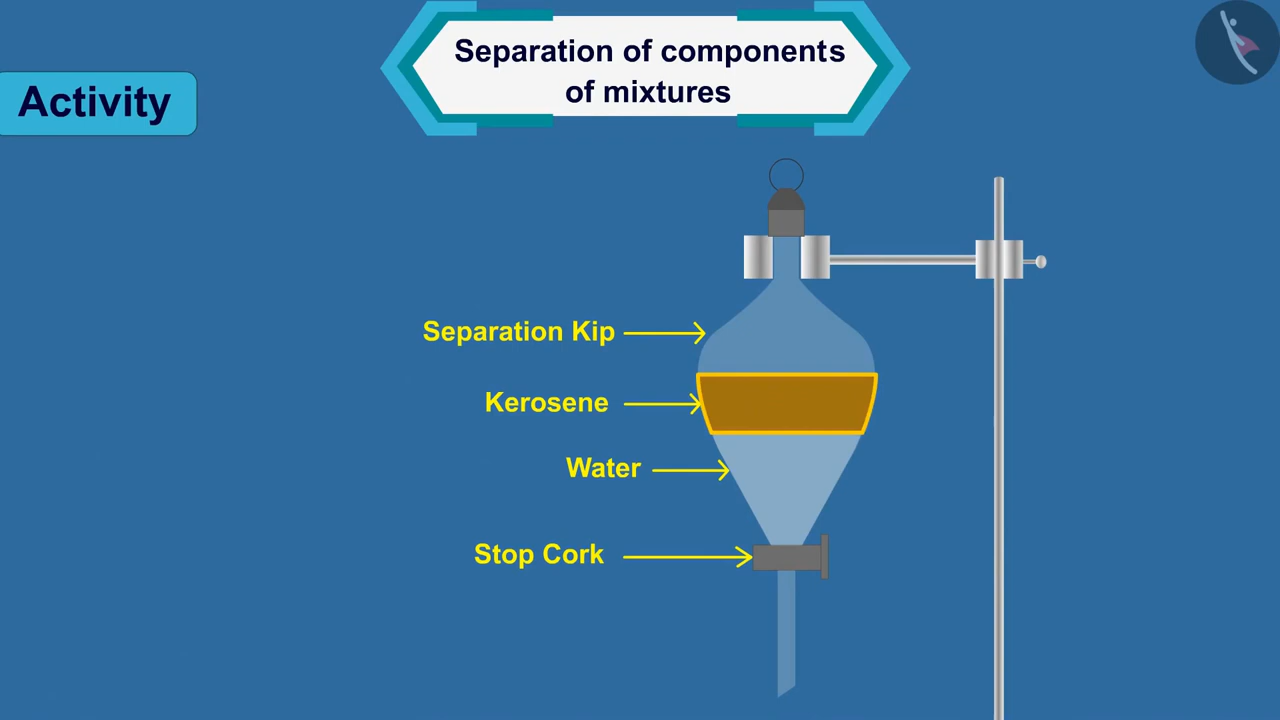 Separation of components
of mixtures
Activity
Separation Kip
Kerosene
Water
Stop Cork